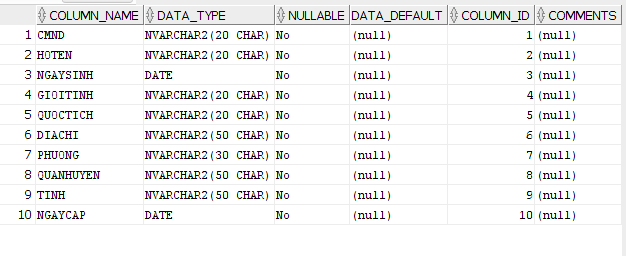 COLUMN_NAME DATA_TYPE NULLABLE DATA_DEFAULT COLUMN_ID COMMENTS
1 CMND NVARCHAR2(20 CHAR) No (null) 1 (null)
2 HOTEN NVARCHAR2(20 CHAR) No (null) 2 (null)
3 NGAYSINH DATE No (null) 3 (null)
4 GIOITINH NVARCHAR2(20 CHAR) No (null) 4 (null)
5 QUOCTICH NVARCHAR2(20 CHAR) No (null) 5 (null)
6 DIACHI NVARCHAR2(50 CHAR) No (null) 6 (null)
7 PHUONG NVARCHAR2(30 CHAR) No (null) 7 (null)
8 QUANHUYEN NVARCHAR2(50 CHAR) No (null) 8 (null)
9 TINH NVARCHAR2(50 CHAR) No (null) 9 (null)
10 NGAYCAP DATE No (null) 10 (null)